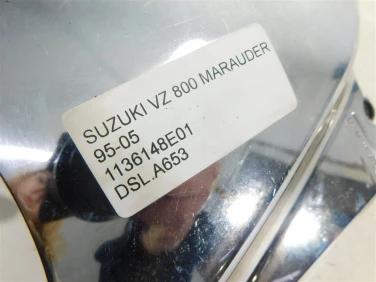 SUZUKI VZ 800 MARAUDER
95-05
1136148E01
DSL.A653